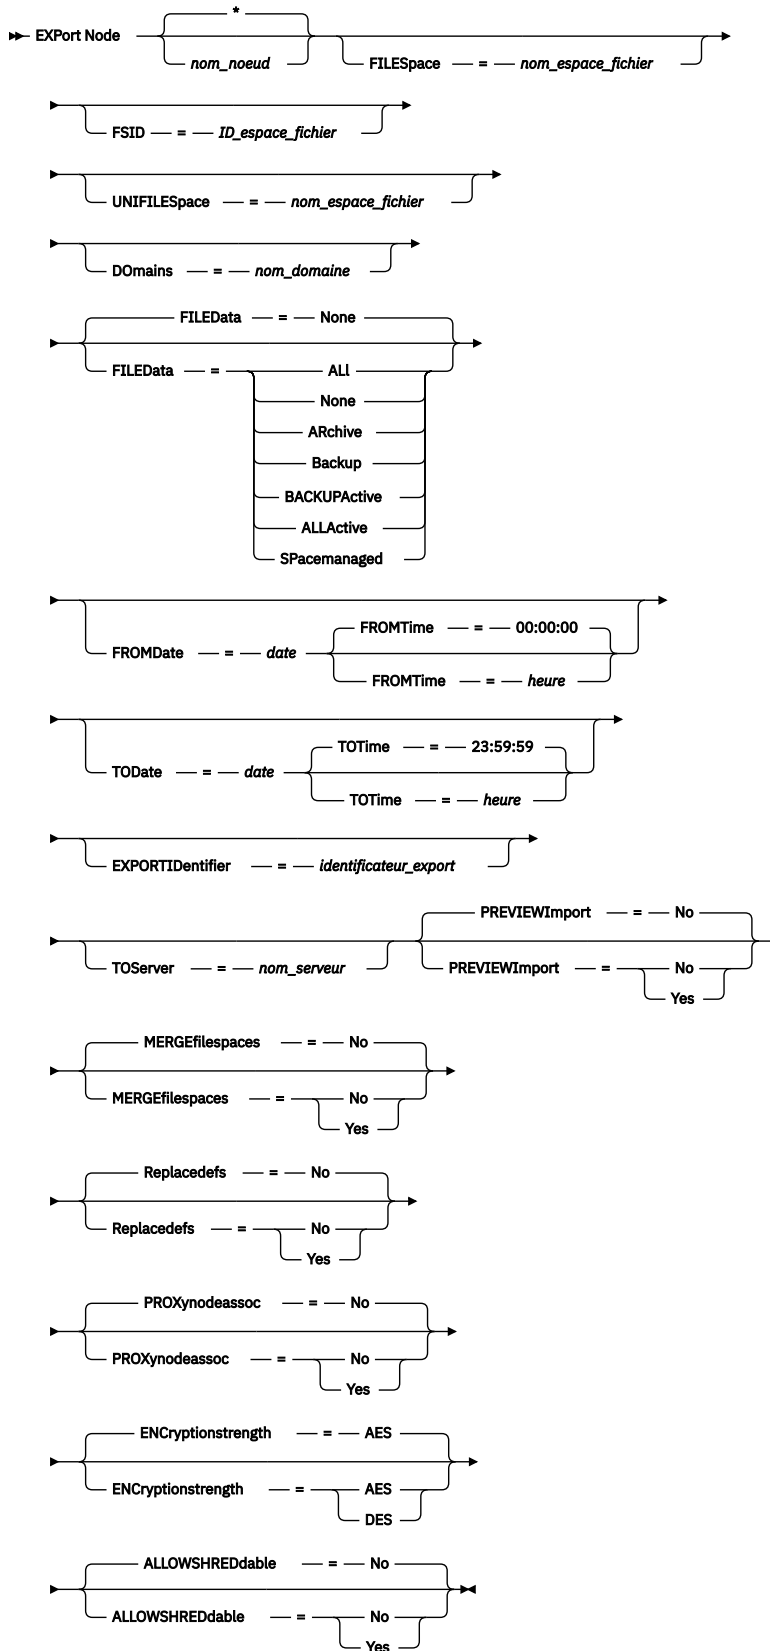 *
EXPort Node
nom_noeud
FILESpace = nom_espace_fichier
FSID = ID_espace_fichier
UNIFILESpace = nom_espace_fichier
DOmains = nom_domaine
FILEData = None
FILEData = ALl
None
ARchive
Backup
BACKUPActive
ALLActive
SPacemanaged
FROMTime = 00:00:00
FROMDate = date
FROMTime = heure
TOTime = 23:59:59
TODate = date
TOTime = heure
EXPORTIDentifier = identificateur_export
PREVIEWImport = No
TOServer = nom_serveur
PREVIEWImport = No
Yes
MERGEfilespaces = No
MERGEfilespaces = No
Yes
Replacedefs = No
Replacedefs = No
Yes
PROXynodeassoc = No
PROXynodeassoc = No
Yes
ENCryptionstrength = AES
ENCryptionstrength = AES
DES
ALLOWSHREDdable = No
ALLOWSHREDdable = No
Yes